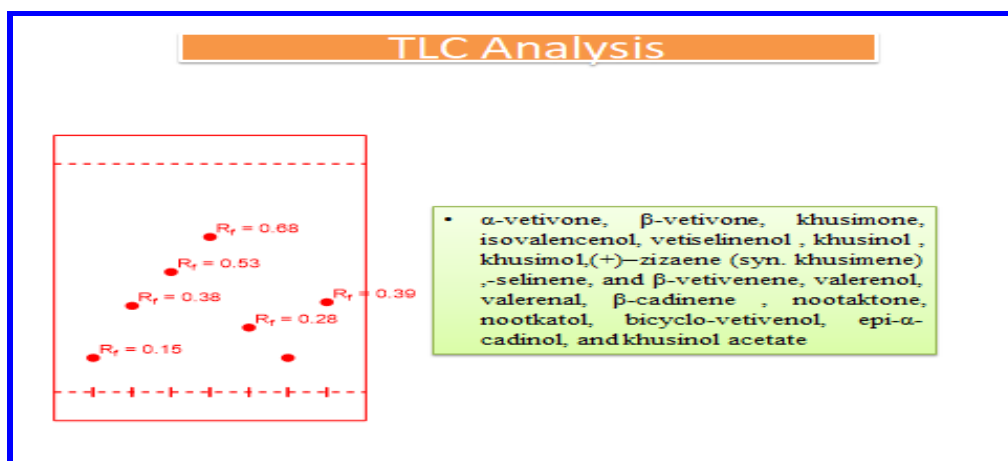 TLC Analysis
Rf = 0.68
Rf = 0.53
Rf = 0.38
Rf = 0.39
Rf = 0.28
Rf = 0.15
• α-vetivone, β-vetivone, khusimone,
isovalencenol, vetiselinenol , khusinol ,
khusimol,(+)–zizaene (syn. khusimene)
,-selinene, and β-vetivenene, valerenol,
valerenal, β-cadinene , nootaktone,
nootkatol, bicyclo-vetivenol, epi-α-
cadinol, and khusinol acetate